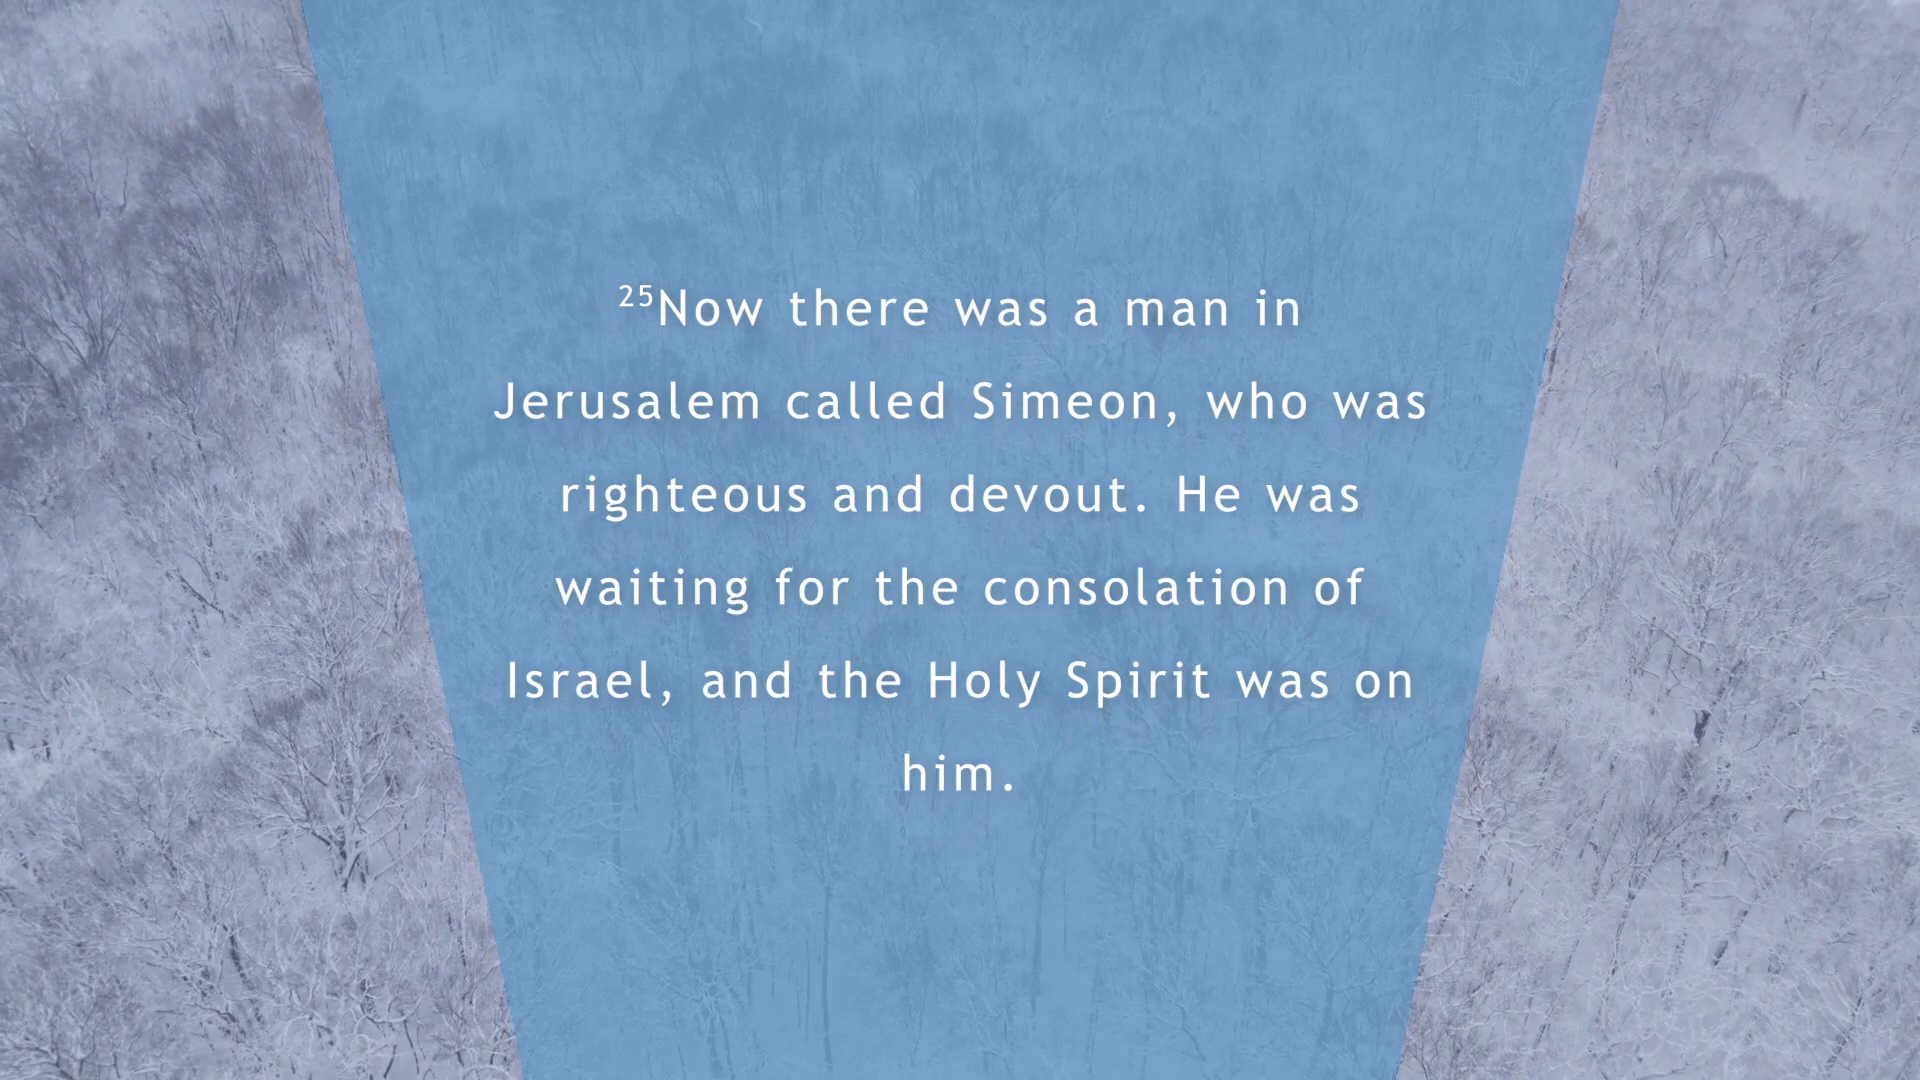 25Now there was a man in
Jerusalem called Simeon, who was
righteous and devout. He was
waiting for the consolation of
Israel, and the Holy Spirit was on
him.